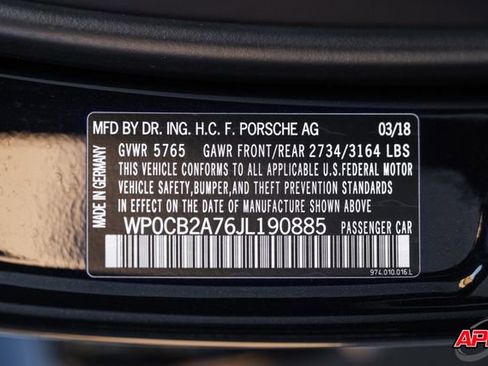 MFD BY DR. ING. H.C. F. PORSCHE AG 03/18
GVWR 5765 GAWR FRONT/REAR 2734/3164 LBS
THIS VEHICLE CONFORMS TO ALL APPLICABLE U.S.FEDERAL MOTOR
VEHICLE SAFETY,BUMPER,AND THEFT PREVENTION STANDARDS
IN EFFECT ON THE DATE OF MANUFACTURE SHOWN ABOVE.
WP0CB2A76JL190885 PASSENGER CAR
974.010.016.L
MADE IN GERMANY